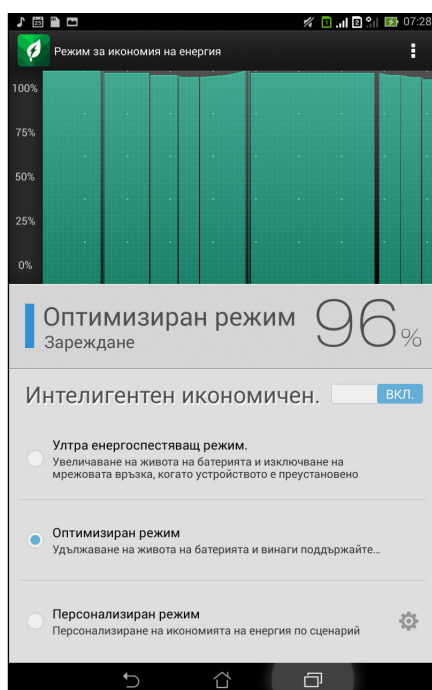 07:28
Режим за икономия на енергия
100%
75%
50%
25%
0%
Оптимизиран режим
Зареждане
96%
Интелигентен икономичен.
ВКЛ.
Ултра енергоспестяващ режим.
Увеличаване на живота на батерията и изключване на
мрежовата връзка, когато устройството е преустановено
Оптимизиран режим
Удължаване на живота на батерията и винаги поддържайте…
Персонализиран режим
Персонализиране на икономията на енергия по сценарий